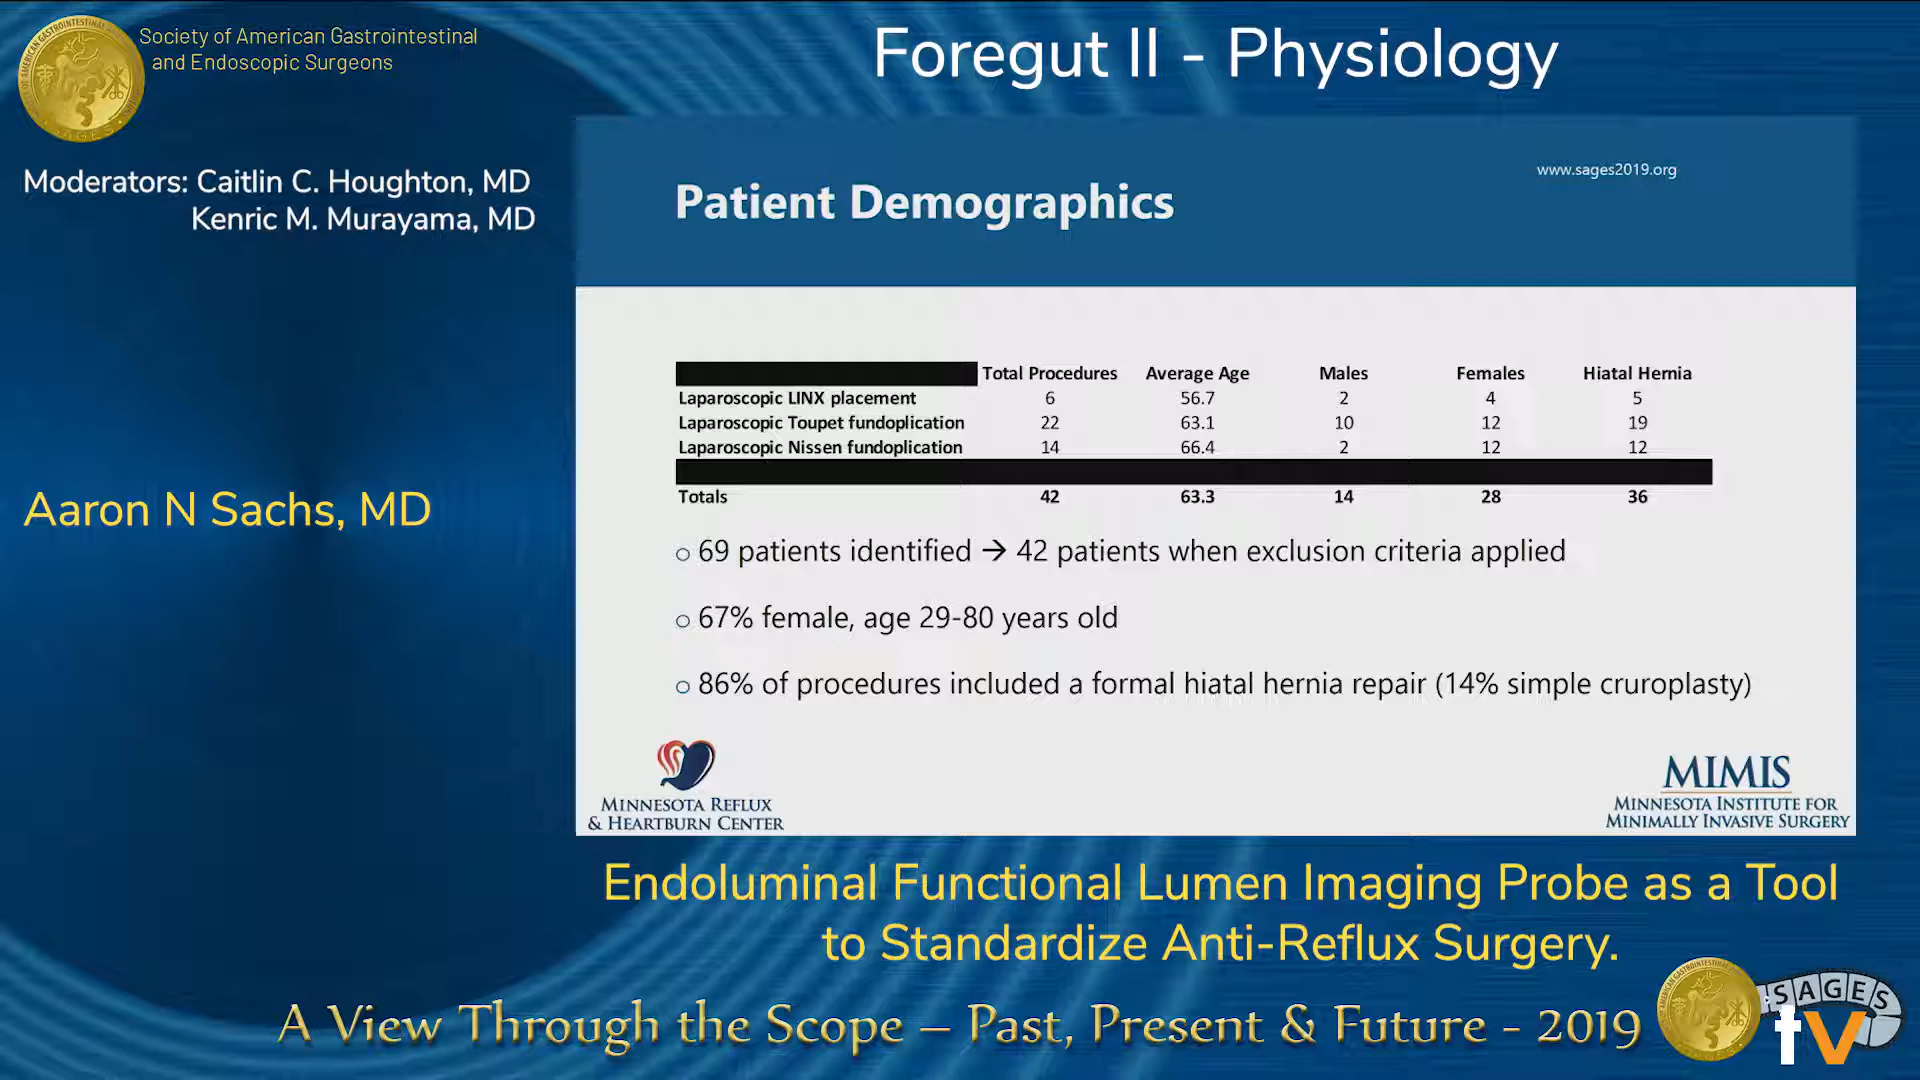 Society of American Gastrointestinal
and Endoscopic Surgeons
Foregut II - Physiology
Moderators: Caitlin C. Houghton, MD
Kenric M. Murayama, MD
Aaron N Sachs, MD
www.sages2019.org
Patient Demographics
Total Procedures Average Age Males Females Hiatal Hernia
Laparoscopic LINX placement 6 56.7 2 4 5
Laparoscopic Toupet fundoplication 22 63.1 10 12 19
Laparoscopic Nissen fundoplication 14 66.4 2 12 12
Totals 42 63.3 14 28 36
o 69 patients identified → 42 patients when exclusion criteria applied
o 67% female, age 29-80 years old
o 86% of procedures included a formal hiatal hernia repair (14% simple cruroplasty)
MINNESOTA REFLUX
& HEARTBURN CENTER
MIMIS
MINNESOTA INSTITUTE FOR
MINIMALLY INVASIVE SURGERY
Endoluminal Functional Lumen Imaging Probe as a Tool
to Standardize Anti-Reflux Surgery.
A View Through the Scope – Past, Present & Future - 2019
SAGES
tv